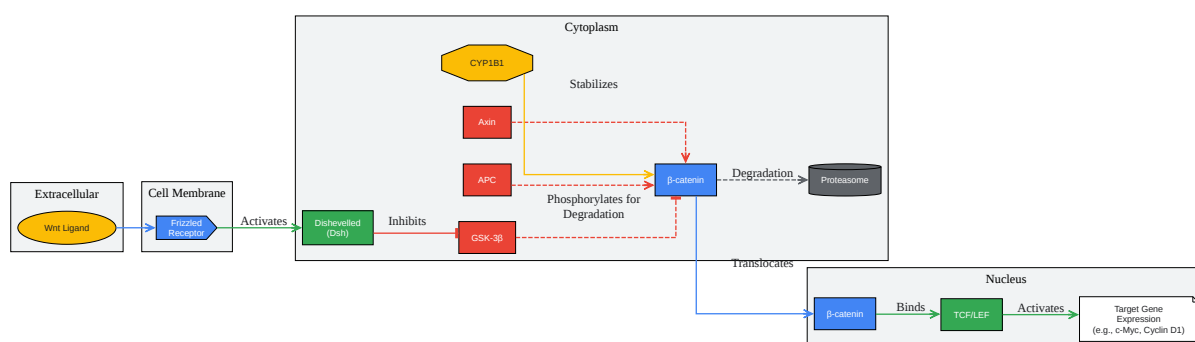 Cytoplasm
CYP1B1
Stabilizes
Axin
APC
β-catenin
Degradation
Proteasome
Phosphorylates for
Degradation
Extracellular
Wnt Ligand
Cell Membrane
Frizzled
Receptor
Activates
Dishevelled
(Dsh)
Inhibits
GSK-3β
Translocates
Nucleus
β-catenin
Binds
TCF/LEF
Activates
Target Gene
Expression
(e.g., c-Myc, Cyclin D1)